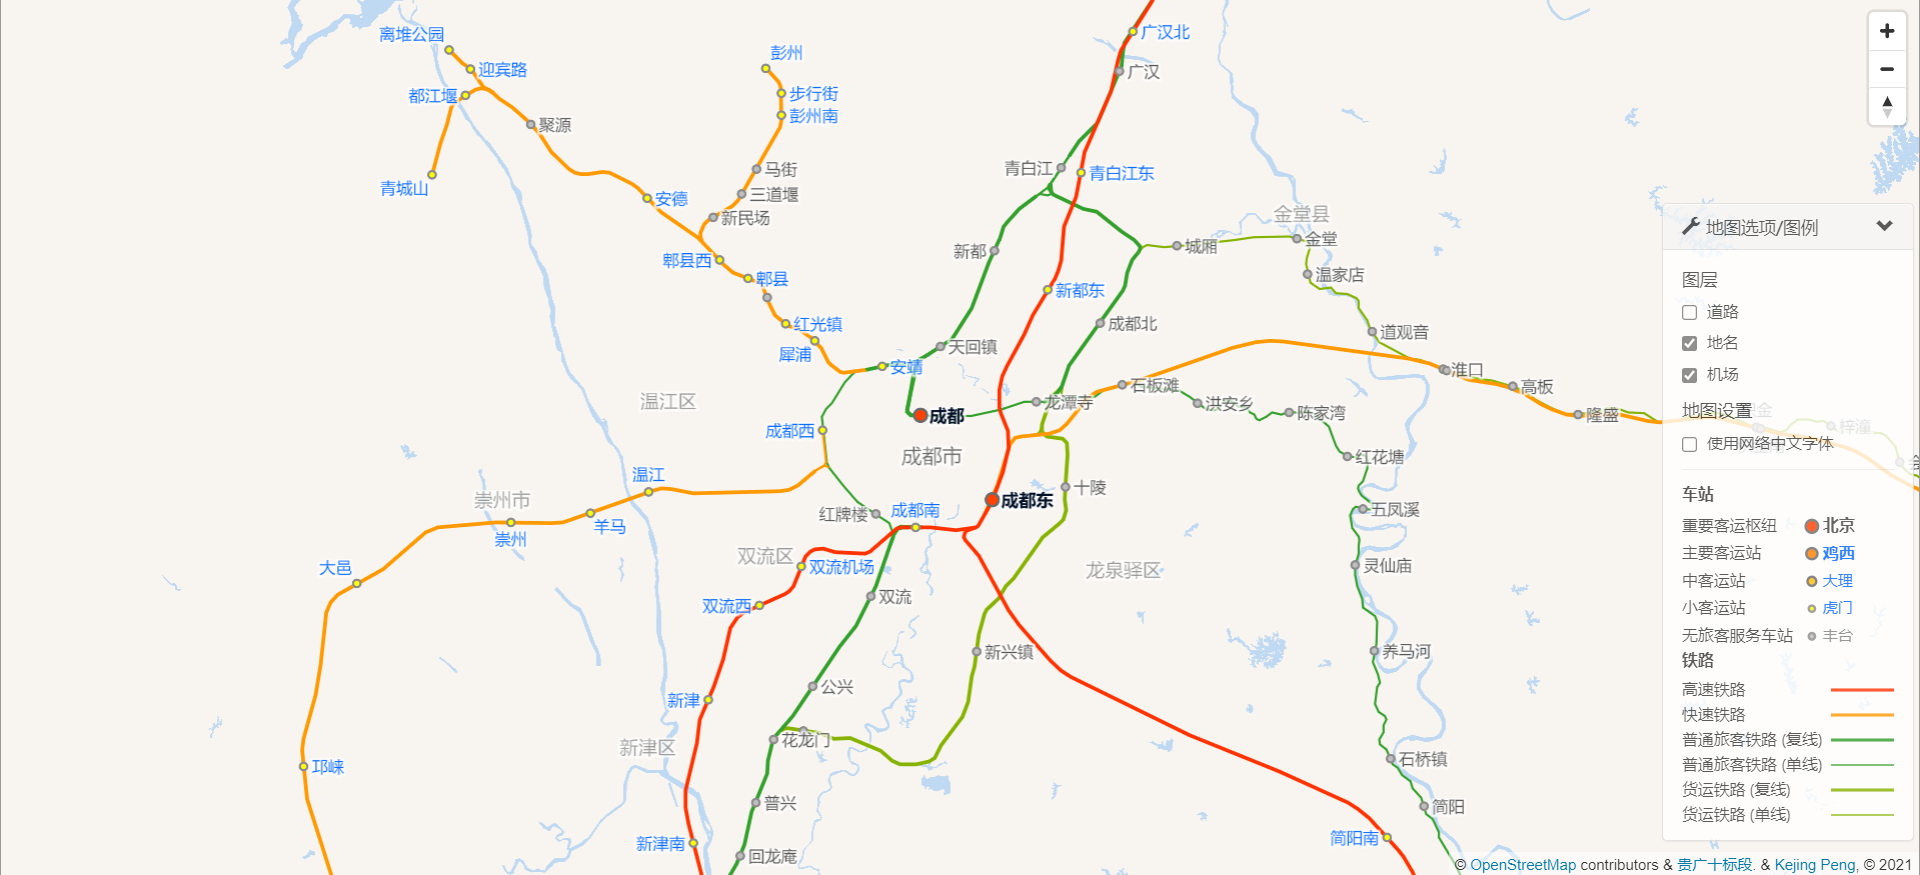 离堆公园
迎宾路
都江堰
聚源
青城山
彭州
步行街
彭州南
马街
三道堰
新民场
安德
郫县西
郫县
红光镇
犀浦
安靖
广汉北
广汉
青白江
青白江东
新都
新都东
天回镇
成都北
城厢
金堂县
金堂
温家店
道观音
淮口
高板
隆盛
梓潼
石板滩
洪安乡
陈家湾
龙潭寺
成都
成都市
成都西
温江区
温江
崇州市
崇州
羊马
大邑
邛崃
红花塘
五凤溪
灵仙庙
养马河
石桥镇
简阳
简阳南
十陵
成都东
成都南
红牌楼
双流区
双流机场
双流西
双流
龙泉驿区
新兴镇
公兴
花龙门
普兴
回龙庵
新津
新津区
新津南
地图选项/图例
图层
道路
地名
机场
地图设置
使用网络中文字体
车站
重要客运枢纽 北京
主要客运站 鸡西
中客运站 大理
小客运站 虎门
无旅客服务车站 丰台
铁路
高速铁路
快速铁路
普通旅客铁路 (复线)
普通旅客铁路 (单线)
货运铁路 (复线)
货运铁路 (单线)
© OpenStreetMap contributors & 贵广十标段. & Kejing Peng, © 2021